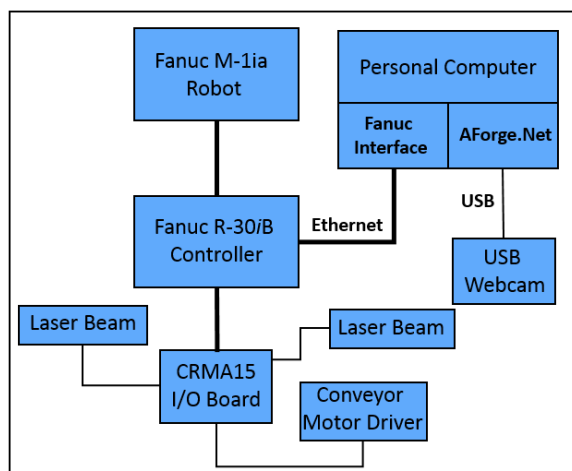 Fanuc M-1ia
Robot
Personal Computer
Fanuc
Interface
AForge.Net
USB
Ethernet
Fanuc R-30iB
Controller
USB
Webcam
Laser Beam
Laser Beam
CRMA15
I/O Board
Conveyor
Motor Driver